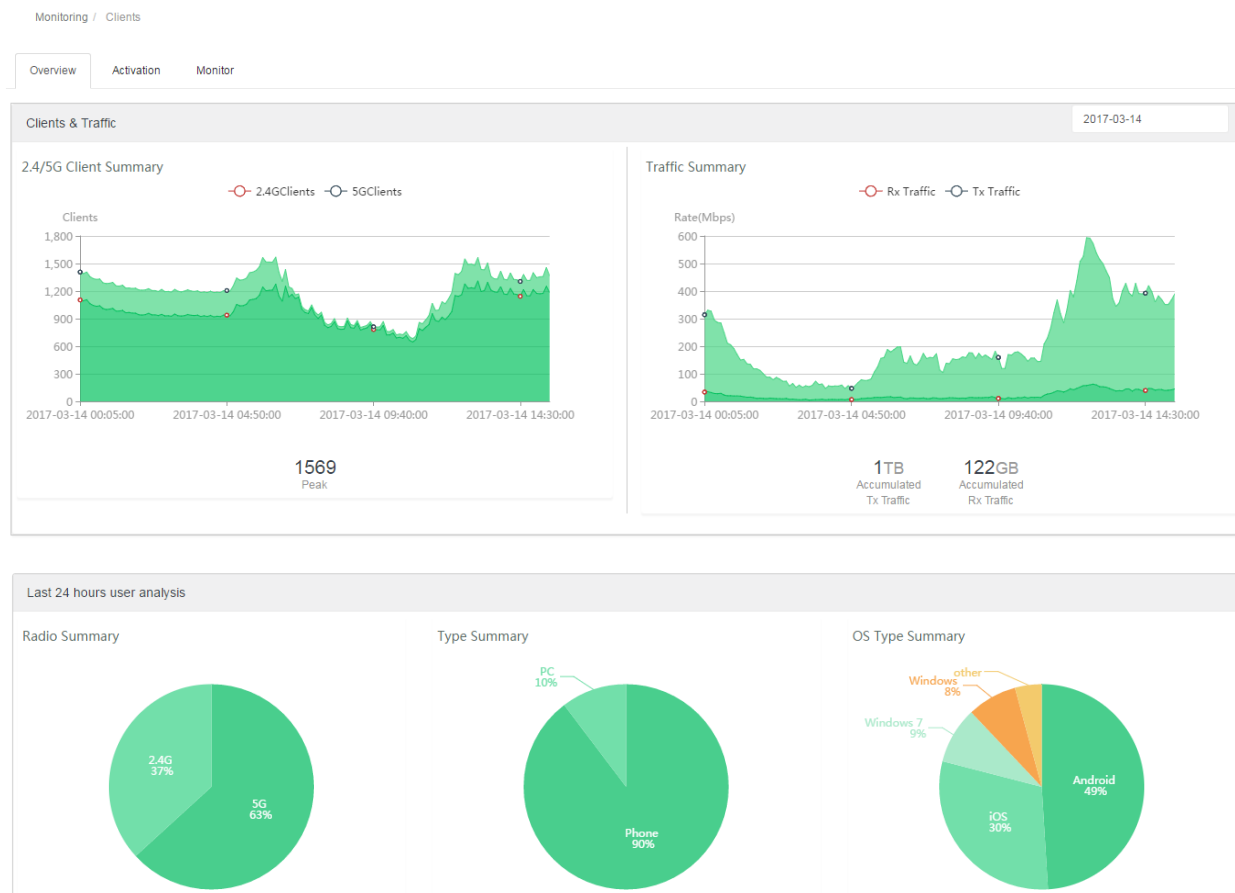 Monitoring / Clients
Overview Activation Monitor
Clients & Traffic 2017-03-14
2.4/5G Client Summary
2.4GClients 5GClients
Clients
1,800
1,500
1,200
900
600
300
0
2017-03-14 00:05:00 2017-03-14 04:50:00 2017-03-14 09:40:00 2017-03-14 14:30:00
1569
Peak
Traffic Summary
Rx Traffic Tx Traffic
Rate(Mbps)
600
500
400
300
200
100
0
2017-03-14 00:05:00 2017-03-14 04:50:00 2017-03-14 09:40:00 2017-03-14 14:30:00
1TB 122GB
Accumulated Accumulated
Tx Traffic Rx Traffic
Last 24 hours user analysis
Radio Summary
2.4G
37%
5G
63%
Type Summary
PC
10%
Phone
90%
OS Type Summary
other
Windows
8%
Windows 7
9%
Android
49%
iOS
30%